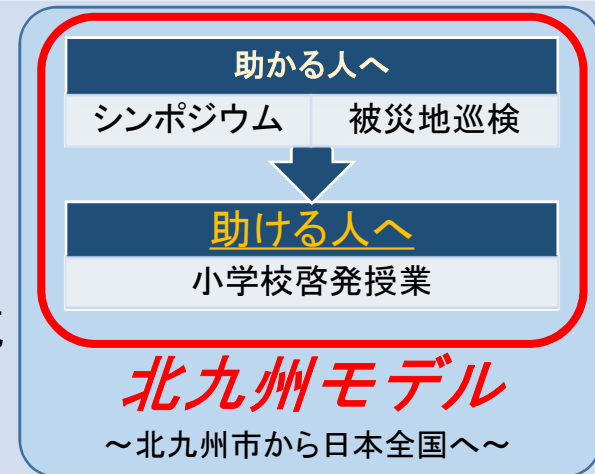 助かる人へ
シンポジウム 被災地巡検
助ける人へ
小学校啓発授業
北九州モデル
～北九州市から日本全国へ～